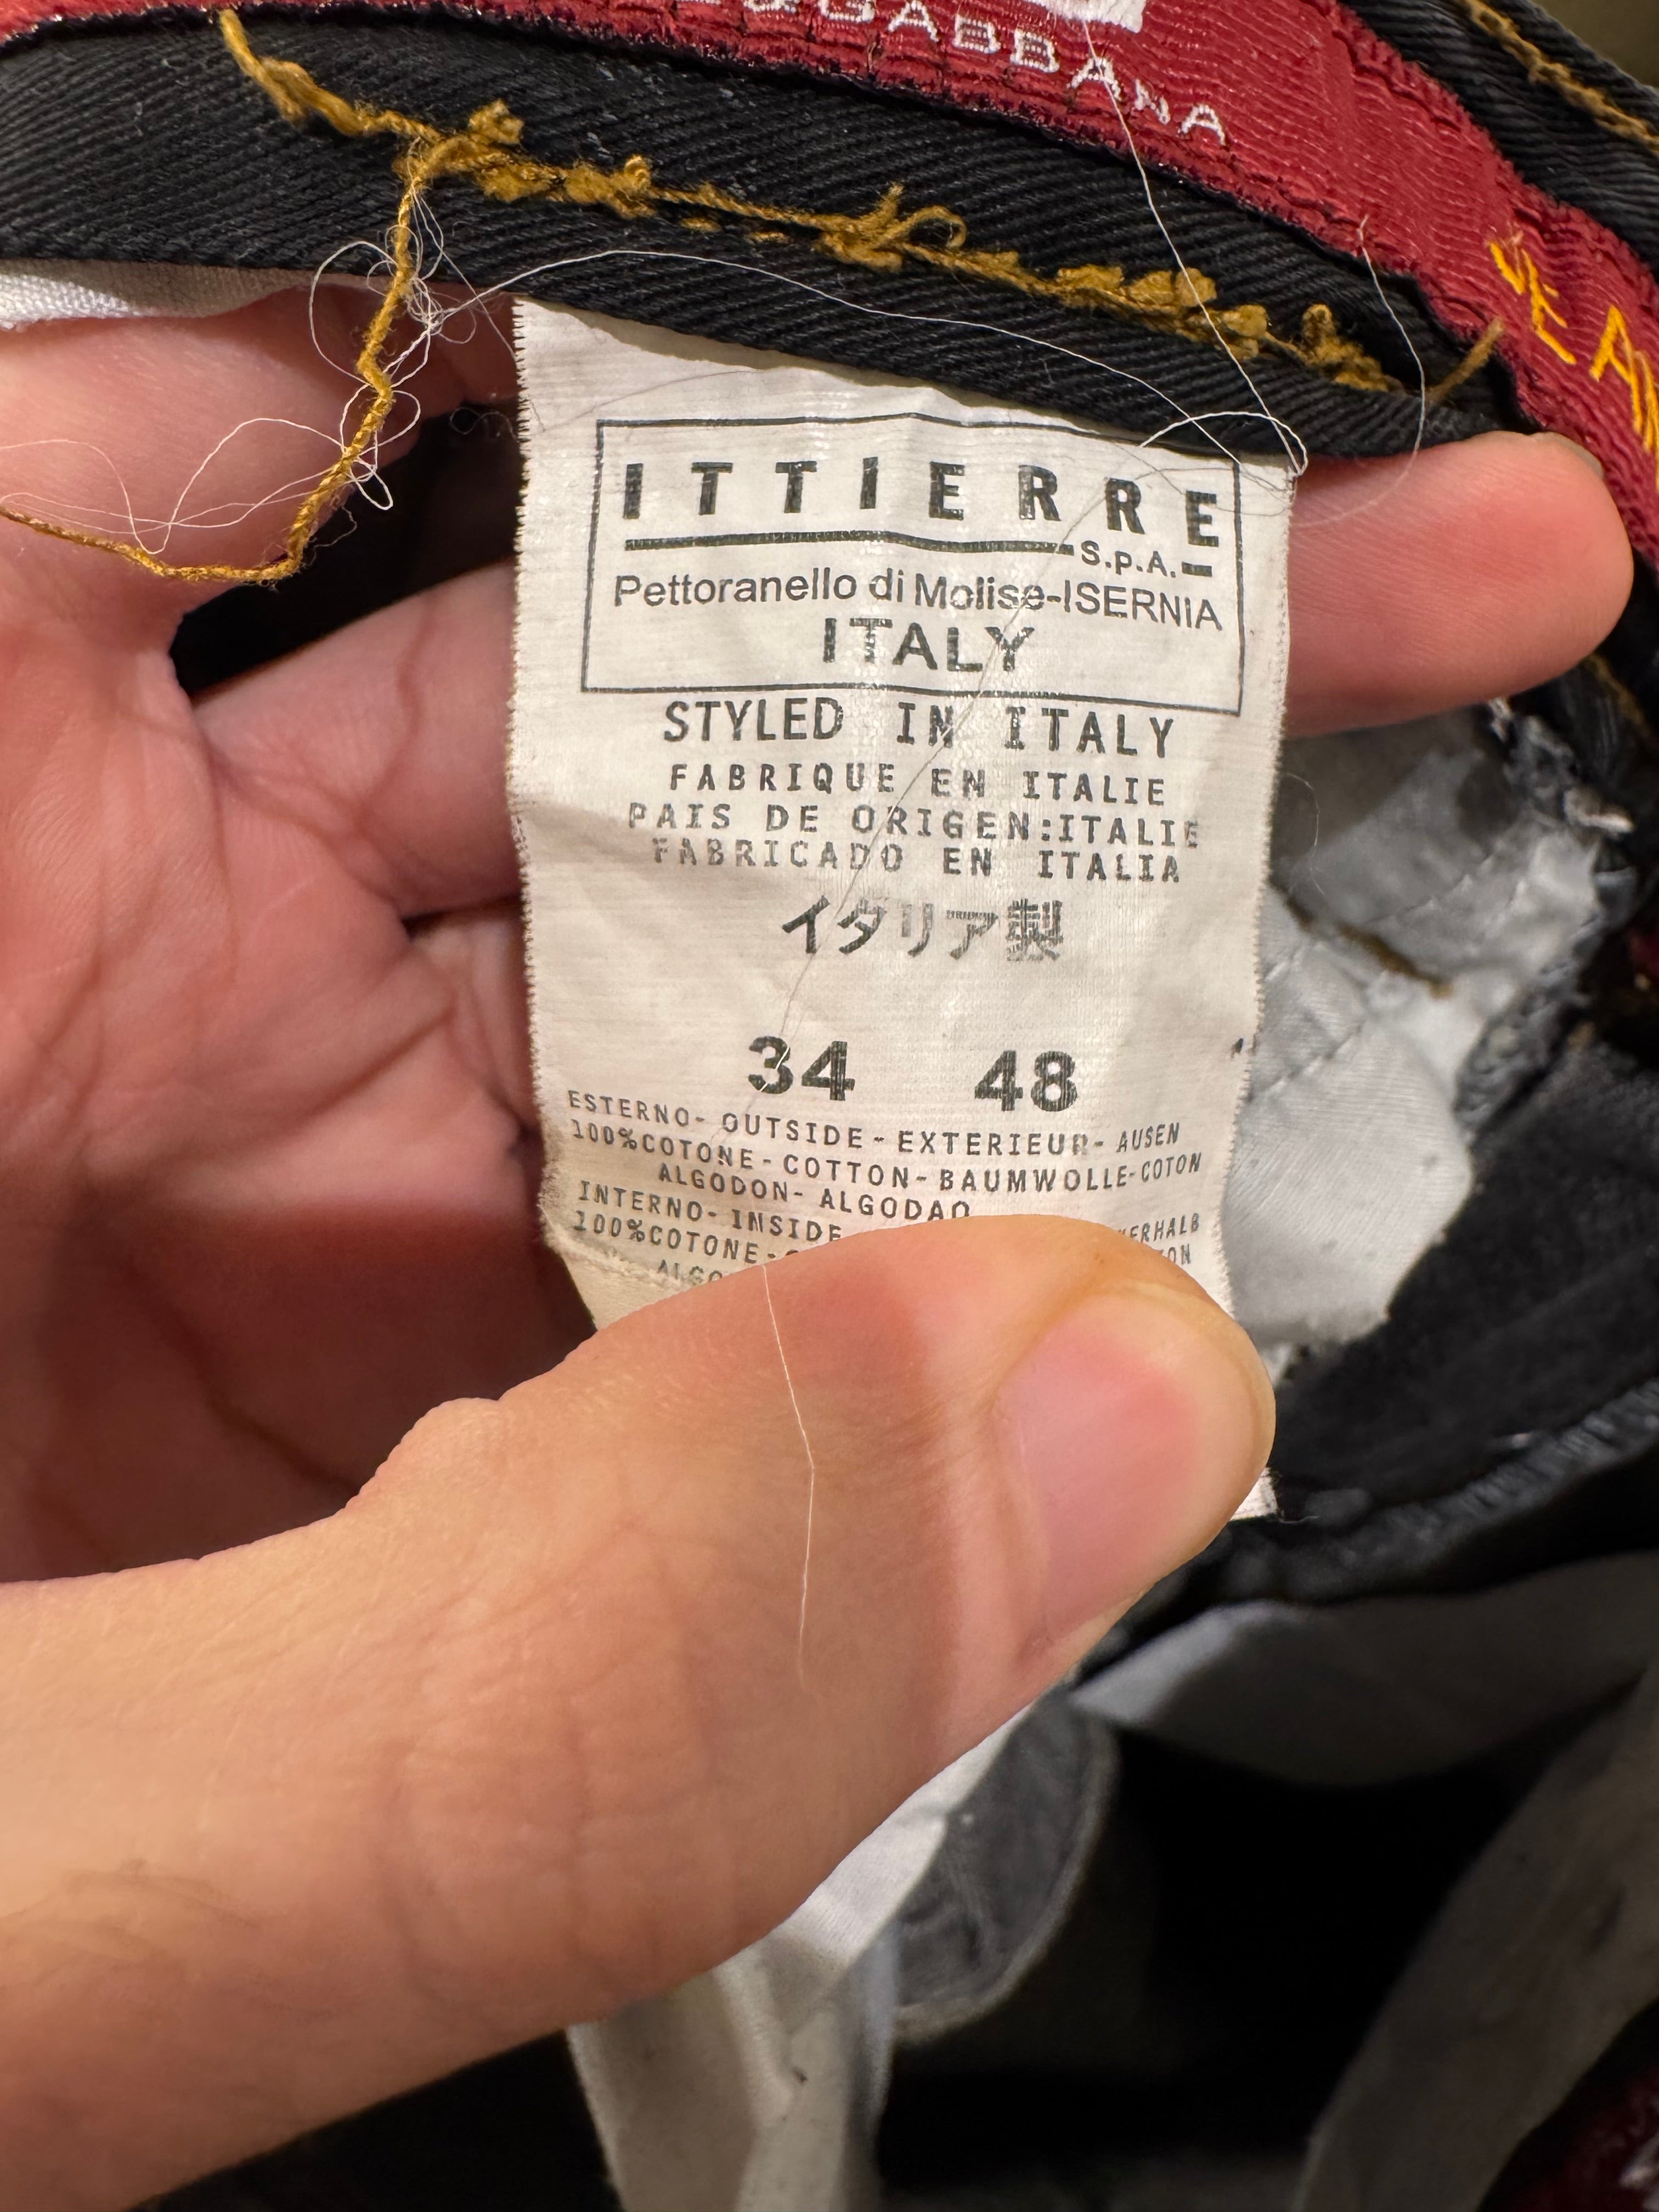 &GABBANA
JEAN
ITTIERRE
S.p.A.
Pettoranello di Molise-ISERNIA
ITALY
STYLED IN ITALY
FABRIQUE EN ITALIE
PAIS DE ORIGEN:ITALIE
FABRICADO EN ITALIA
イタリア製
34 48
ESTERNO- OUTSIDE - EXTERIEUR- AUSEN
100%COTONE - COTTON - BAUMWOLLE- COTON
ALGODON- ALGODAO
INTERNO- INSIDE
100%COTONE -